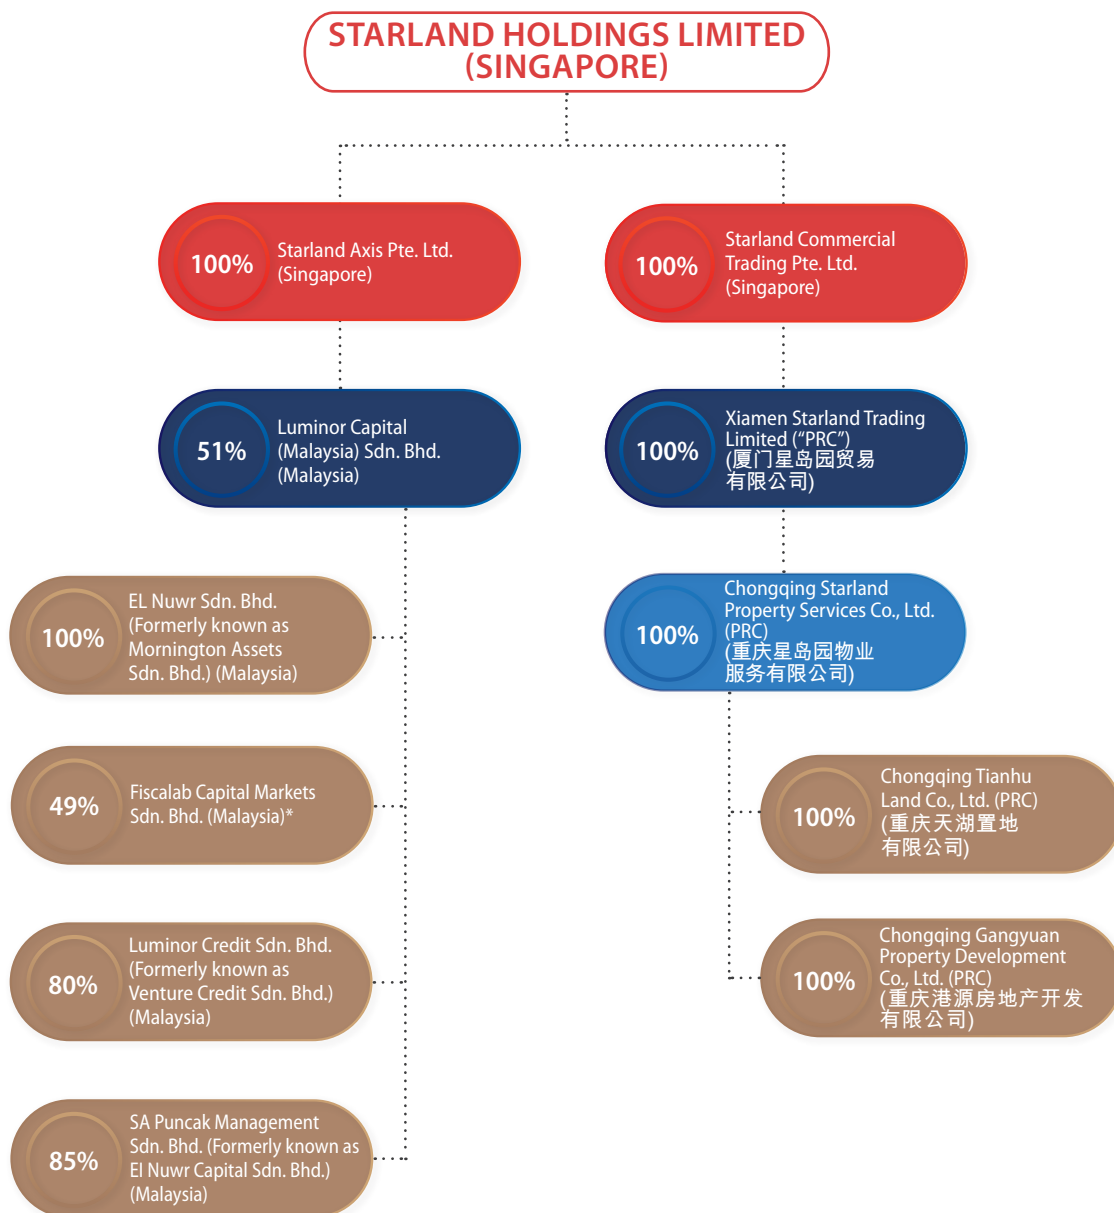 STARLAND HOLDINGS LIMITED
(SINGAPORE)
100%
Starland Axis Pte. Ltd.
(Singapore)
100%
Starland Commercial
Trading Pte. Ltd.
(Singapore)
51%
Luminor Capital
(Malaysia) Sdn. Bhd.
(Malaysia)
100%
Xiamen Starland Trading
Limited (“PRC”)
(厦门星岛园贸易
有限公司)
100%
EL Nuwr Sdn. Bhd.
(Formerly known as
Mornington Assets
Sdn. Bhd.) (Malaysia)
100%
Chongqing Starland
Property Services Co., Ltd.
(PRC)
(重庆星岛园物业
服务有限公司)
49%
Fiscalab Capital Markets
Sdn. Bhd. (Malaysia)*
100%
Chongqing Tianhu
Land Co., Ltd. (PRC)
(重庆天湖置地
有限公司)
80%
Luminor Credit Sdn. Bhd.
(Formerly known as
Venture Credit Sdn. Bhd.)
(Malaysia)
100%
Chongqing Gangyuan
Property Development
Co., Ltd. (PRC)
(重庆港源房地产开发
有限公司)
85%
SA Puncak Management
Sdn. Bhd. (Formerly known as
EI Nuwr Capital Sdn. Bhd.)
(Malaysia)